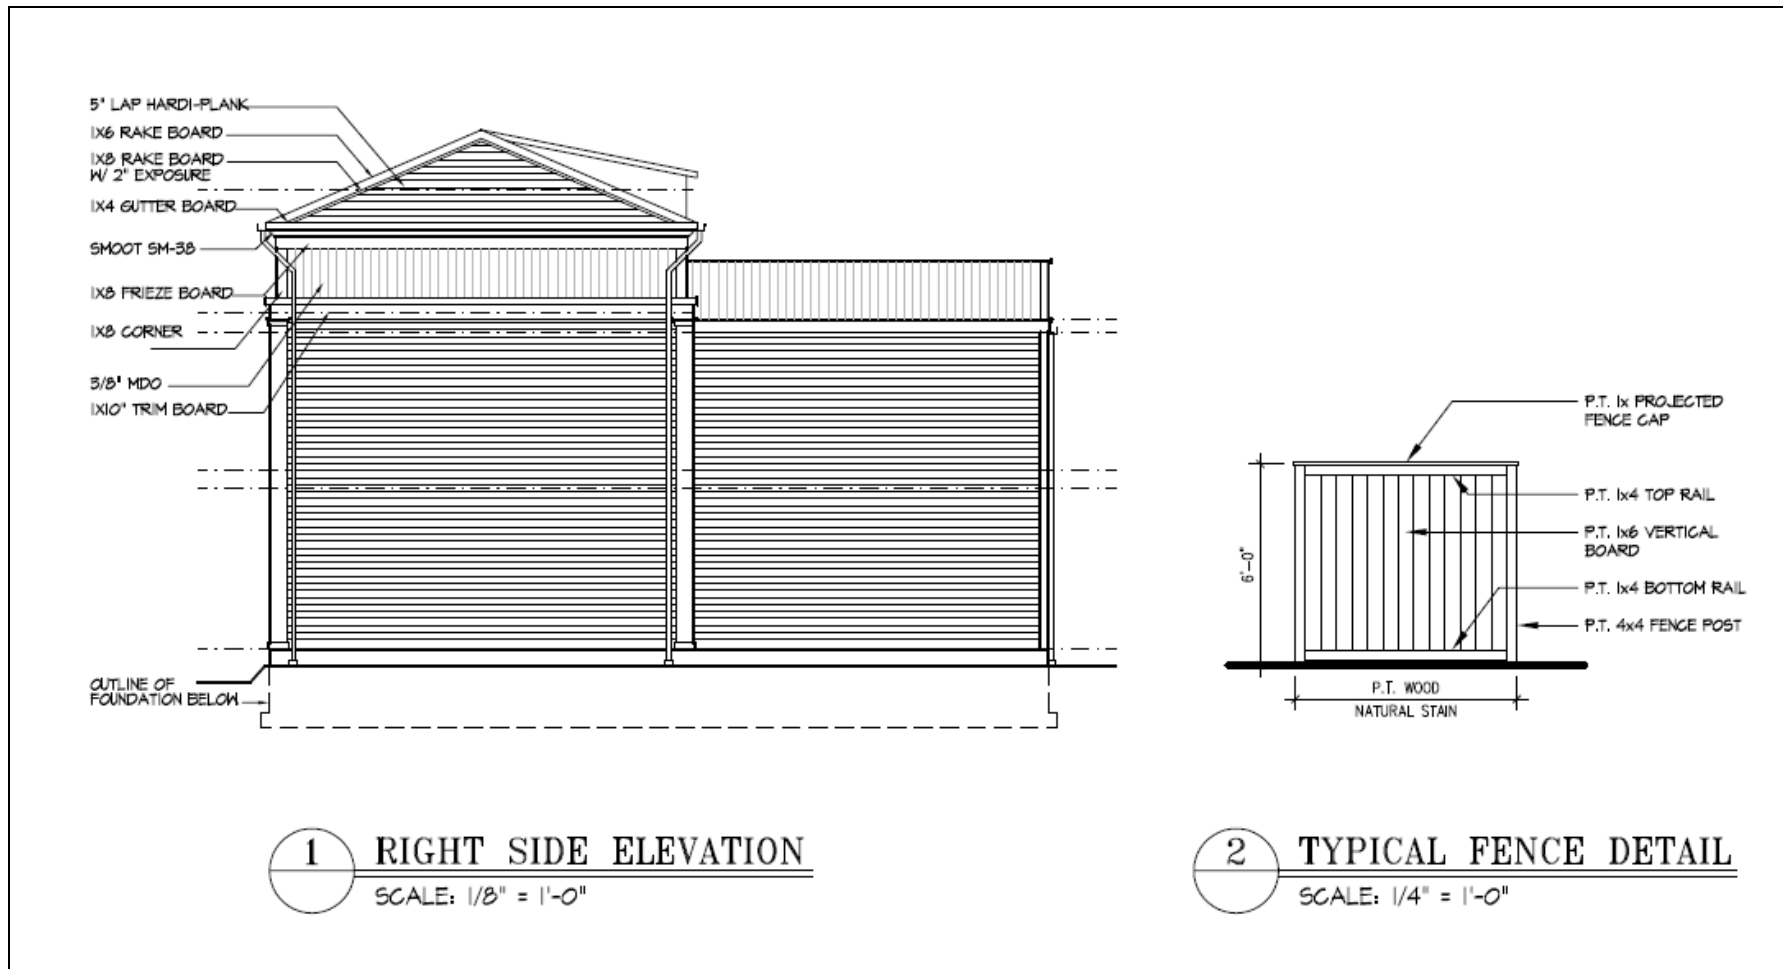 5" LAP HARDI-PLANK
1X6 RAKE BOARD
1X8 RAKE BOARD
W/ 2" EXPOSURE
1X4 GUTTER BOARD
SMOOT SM-38
1X8 FRIEZE BOARD
1X8 CORNER
3/8" MDO
1X10" TRIM BOARD
OUTLINE OF
FOUNDATION BELOW
1 RIGHT SIDE ELEVATION
SCALE: 1/8" = 1'-0"
P.T. 1x PROJECTED
FENCE CAP
P.T. 1x4 TOP RAIL
P.T. 1x6 VERTICAL
BOARD
P.T. 1x4 BOTTOM RAIL
P.T. 4x4 FENCE POST
6'-0"
P.T. WOOD
NATURAL STAIN
2 TYPICAL FENCE DETAIL
SCALE: 1/4" = 1'-0"